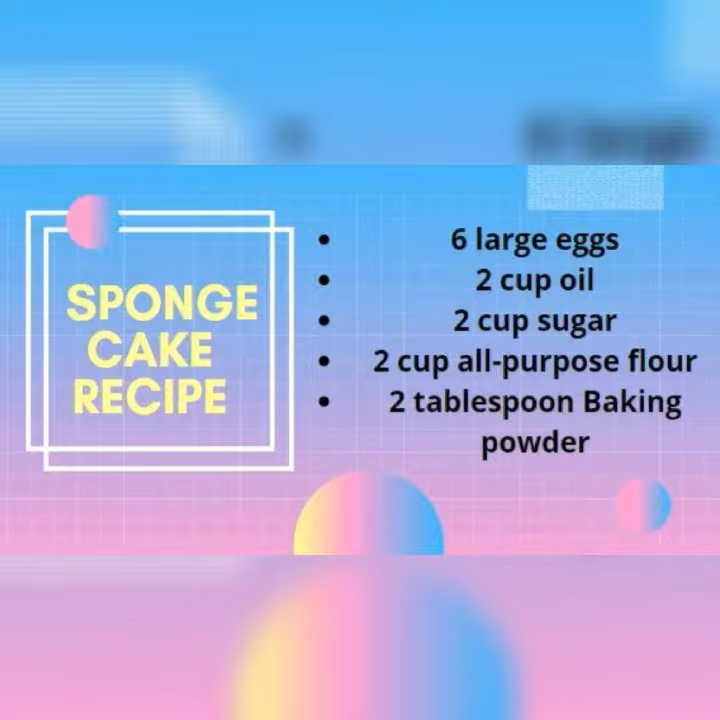 SPONGE
CAKE
RECIPE
• 6 large eggs
• 2 cup oil
• 2 cup sugar
• 2 cup all-purpose flour
• 2 tablespoon Baking
powder